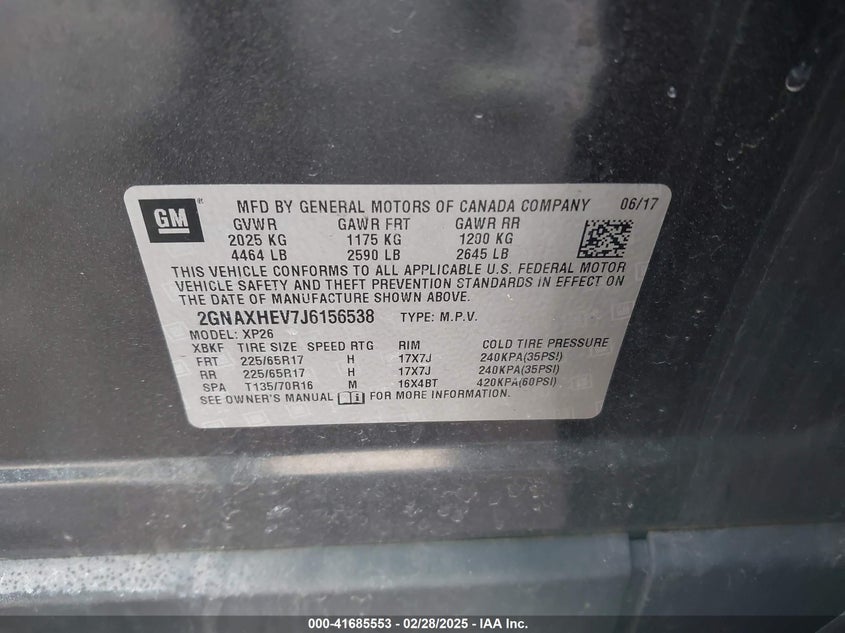 GM ® MFD BY GENERAL MOTORS OF CANADA COMPANY 06/17
GVWR GAWR FRT GAWR RR
2025 KG 1175 KG 1200 KG
4464 LB 2590 LB 2645 LB
THIS VEHICLE CONFORMS TO ALL APPLICABLE U.S. FEDERAL MOTOR
VEHICLE SAFETY AND THEFT PREVENTION STANDARDS IN EFFECT ON
THE DATE OF MANUFACTURE SHOWN ABOVE.
2GNAXHEV7J6156538 TYPE: M.P.V.
MODEL: XP26
XBKF TIRE SIZE SPEED RTG RIM COLD TIRE PRESSURE
FRT 225/65R17 H 17X7J 240KPA(35PSI)
RR 225/65R17 H 17X7J 240KPA(35PSI)
SPA T135/70R16 M 16X4BT 420KPA(60PSI)
SEE OWNER'S MANUAL FOR MORE INFORMATION.
000-41685553 — 02/28/2025 — IAA Inc.